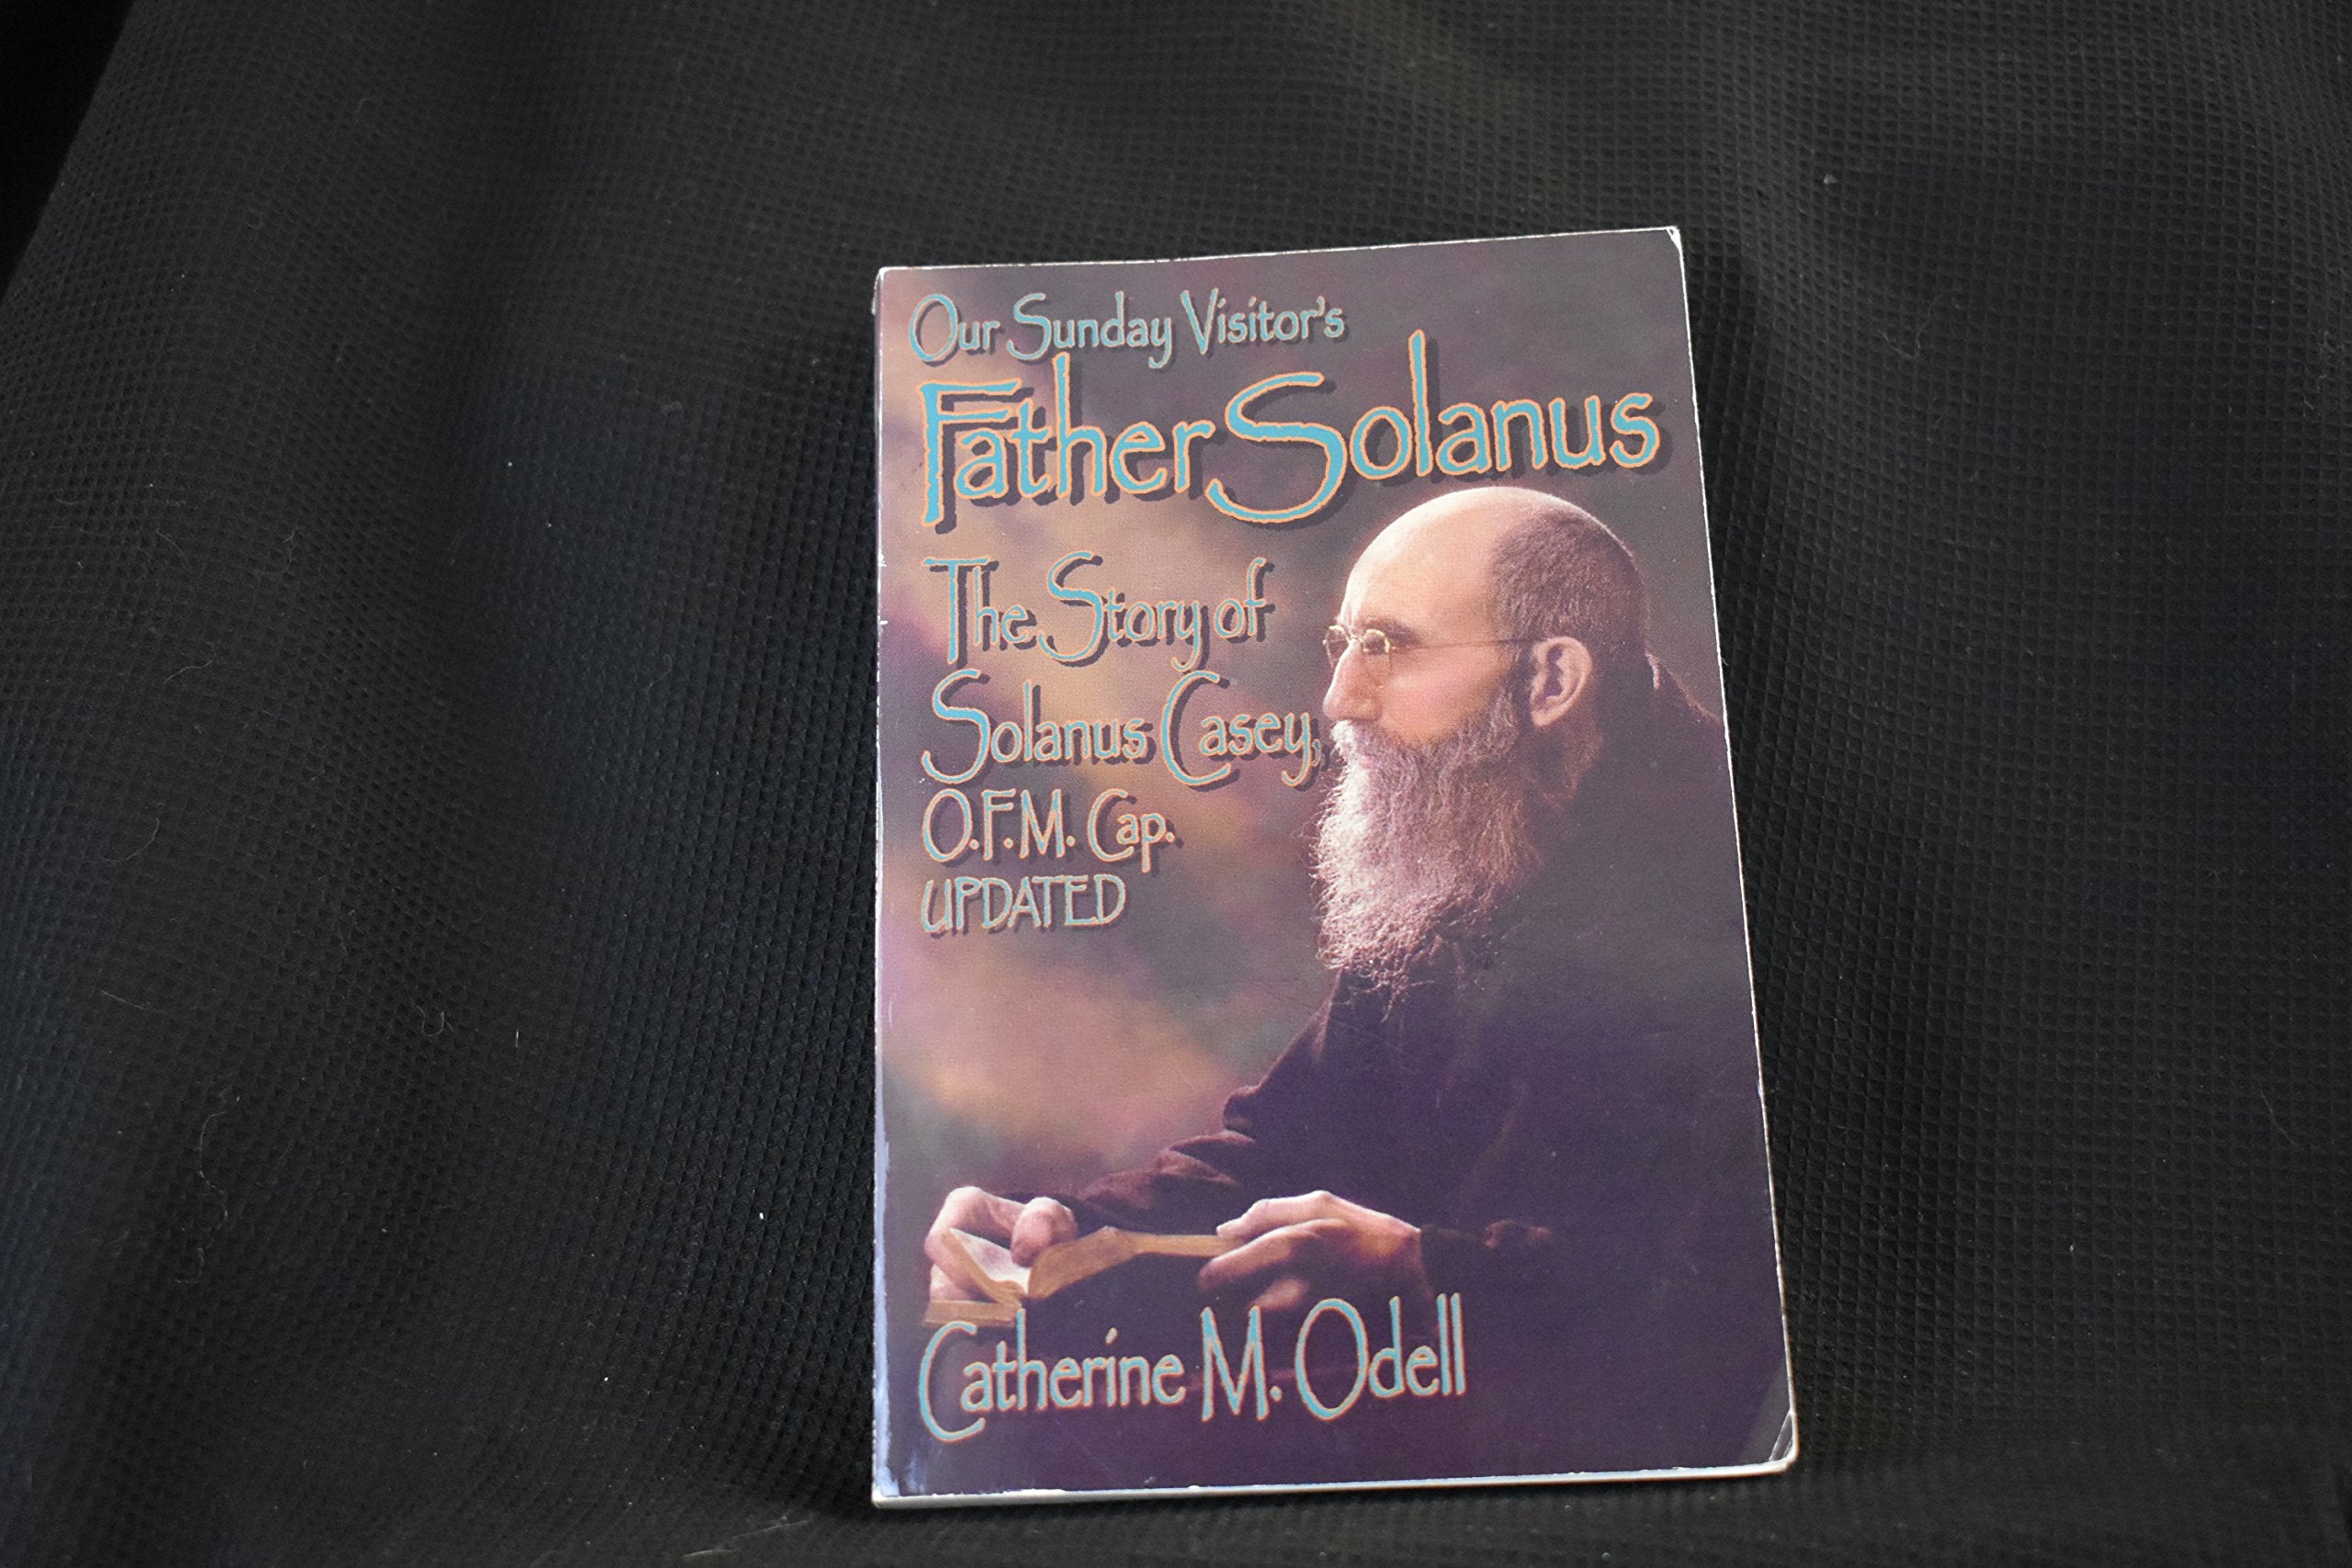 Our Sunday Visitor's
Father Solanus
The Story of
Solanus Casey,
O.F.M. Cap.
UPDATED
Catherine M. Odell